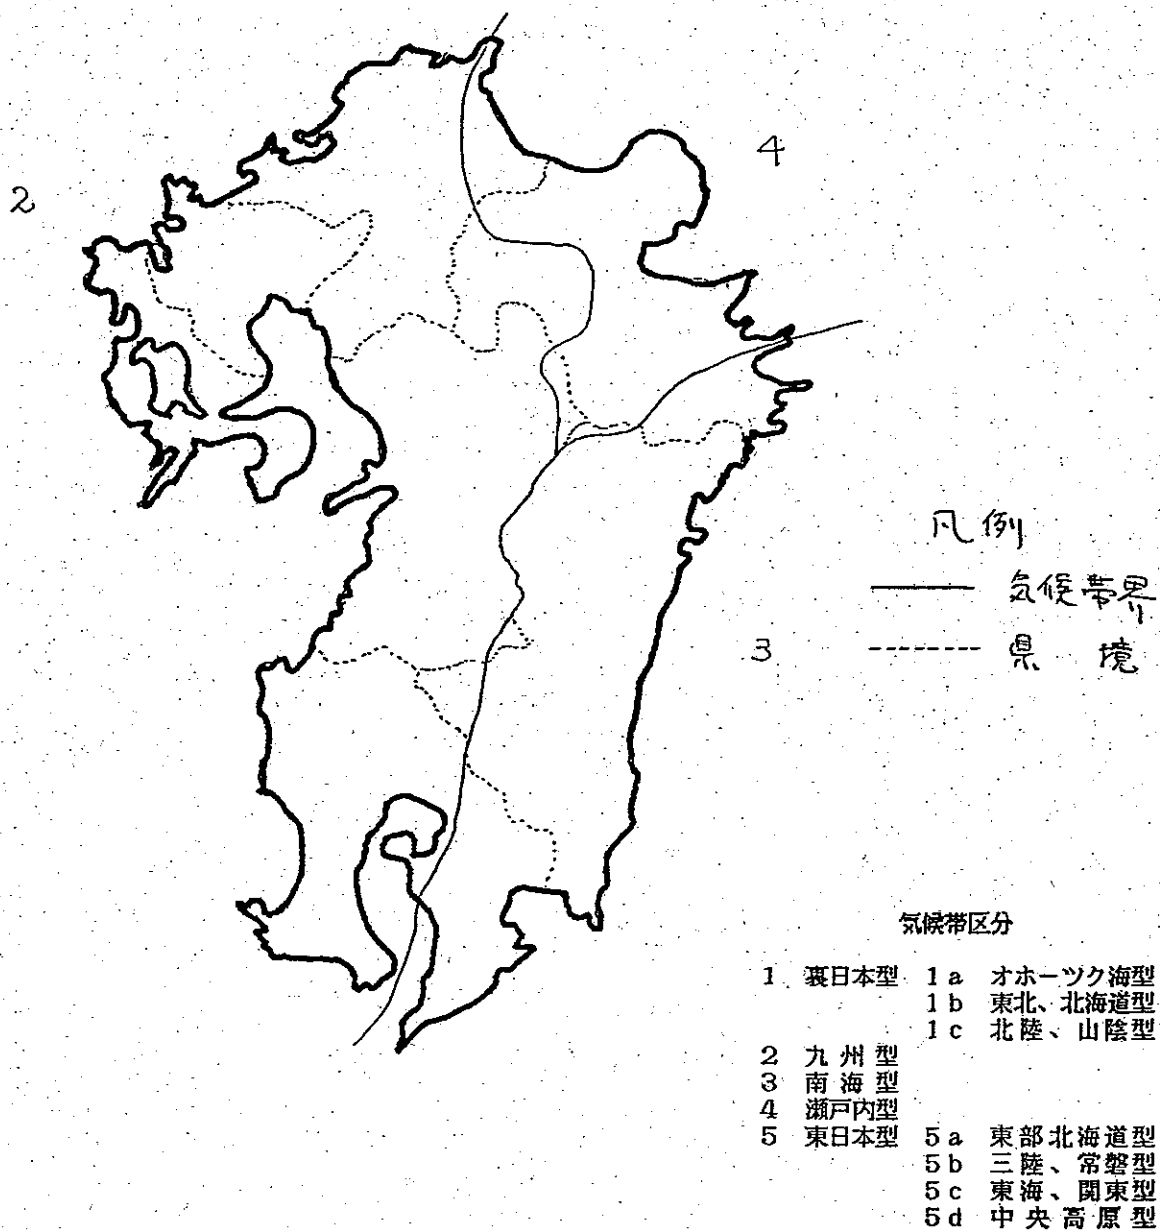 4
2
凡例
気候帯界
3
県 境
気候帯区分
1 裏日本型 1a オホーツク海型
1b 東北、北海道型
1c 北陸、山陰型
2 九州型
3 南海型
4 瀬戸内型
5 東日本型 5a 東部北海道型
5b 三陸、常磐型
5c 東海、関東型
5d 中央高原型